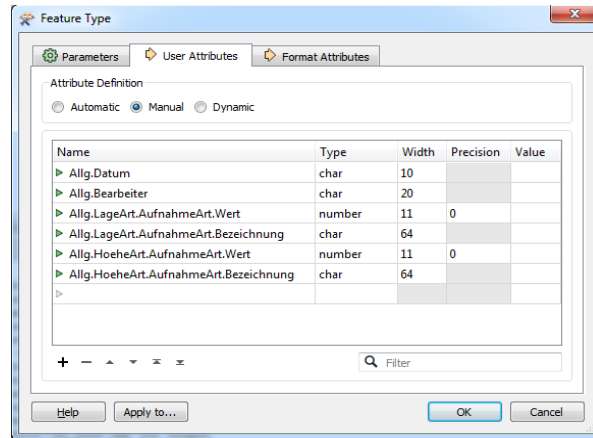 Feature Type
Parameters User Attributes Format Attributes
Attribute Definition
Automatic Manual Dynamic
Name Type Width Precision Value
Allg.Datum char 10
Allg.Bearbeiter char 20
Allg.LageArt.AufnahmeArt.Wert number 11 0
Allg.LageArt.AufnahmeArt.Bezeichnung char 64
Allg.HoeheArt.AufnahmeArt.Wert number 11 0
Allg.HoeheArt.AufnahmeArt.Bezeichnung char 64
Filter
Help Apply to... OK Cancel